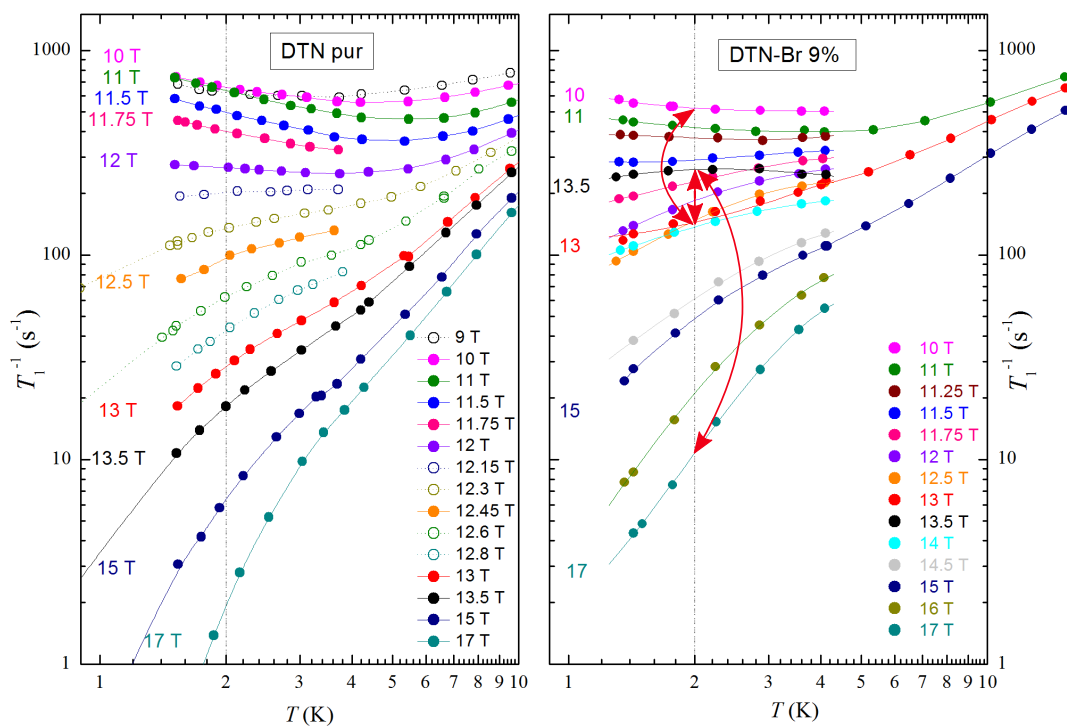 DTN pur
DTN-Br 9%
1000
100
10
1
T₁⁻¹ (s⁻¹)
10 T
11 T
11.5 T
11.75 T
12 T
12.5 T
13 T
13.5 T
15 T
17 T
9 T
10 T
11 T
11.5 T
11.75 T
12 T
12.15 T
12.3 T
12.45 T
12.6 T
12.8 T
13 T
13.5 T
15 T
17 T
1 2 3 4 5 6 7 8 9 10
T (K)
10
11
13.5
13
15
17
10 T
11 T
11.25 T
11.5 T
11.75 T
12 T
12.5 T
13 T
13.5 T
14 T
14.5 T
15 T
16 T
17 T
1000
100
10
1
T₁⁻¹ (s⁻¹)
1 2 3 4 5 6 7 8 9 10
T (K)